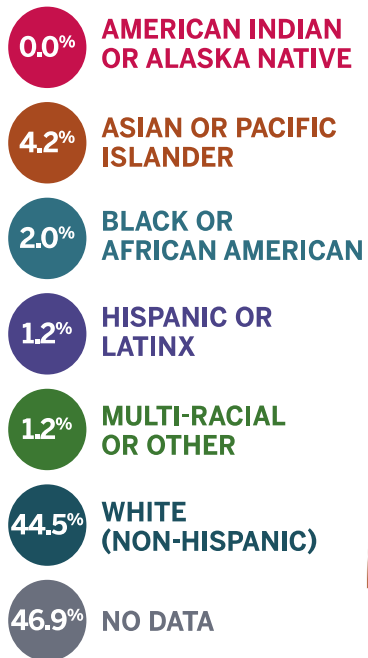 0.0% AMERICAN INDIAN
OR ALASKA NATIVE
4.2% ASIAN OR PACIFIC
ISLANDER
2.0% BLACK OR
AFRICAN AMERICAN
1.2% HISPANIC OR
LATINX
1.2% MULTI-RACIAL
OR OTHER
44.5% WHITE
(NON-HISPANIC)
46.9% NO DATA